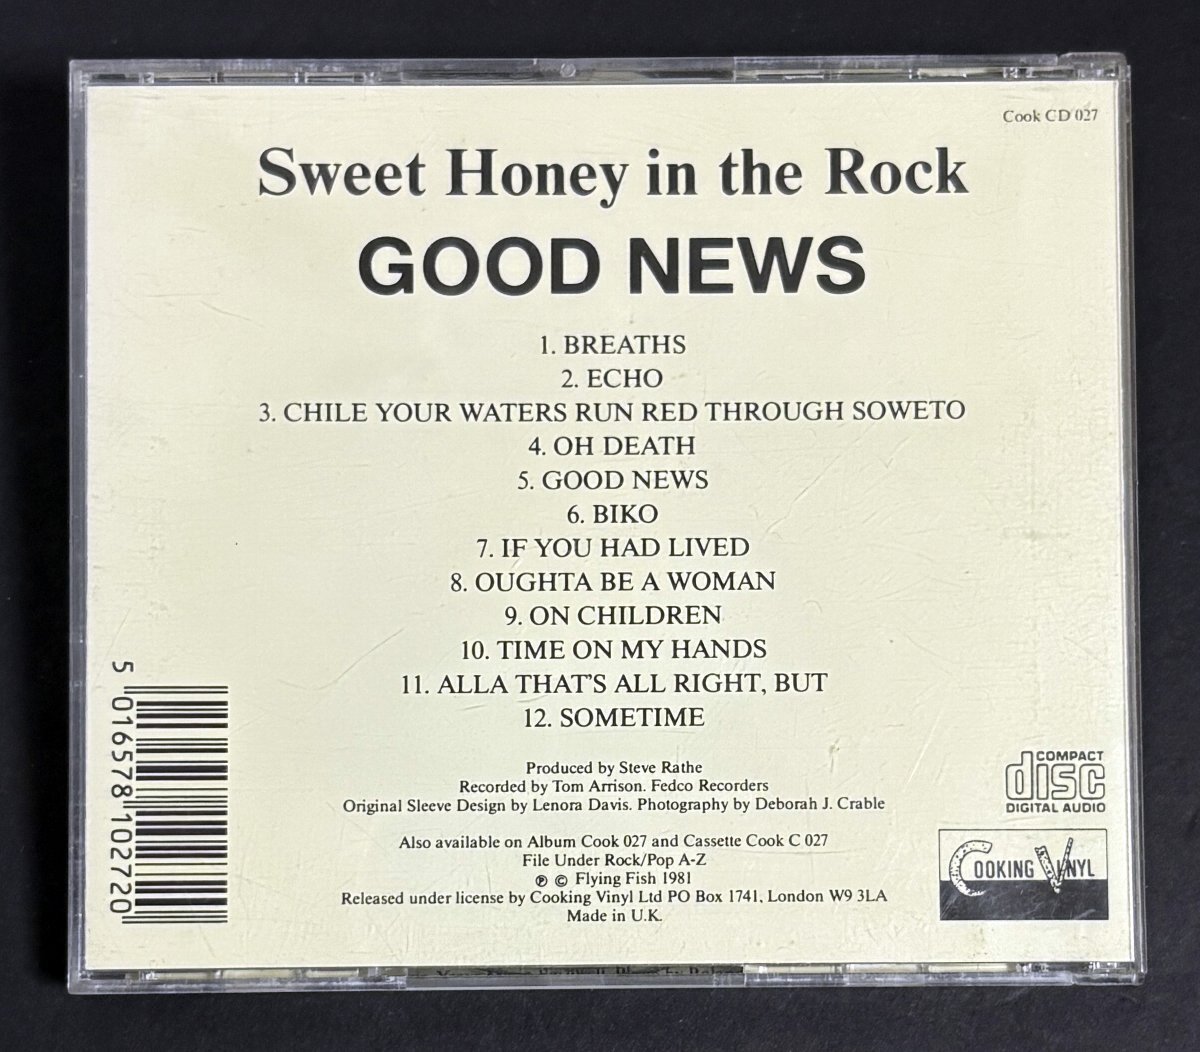 Cook CD 027
Sweet Honey in the Rock
GOOD NEWS
1. BREATHS
2. ECHO
3. CHILE YOUR WATERS RUN RED THROUGH SOWETO
4. OH DEATH
5. GOOD NEWS
6. BIKO
7. IF YOU HAD LIVED
8. OUGHTA BE A WOMAN
9. ON CHILDREN
10. TIME ON MY HANDS
11. ALLA THAT'S ALL RIGHT, BUT
12. SOMETIME
Produced by Steve Rathe
Recorded by Tom Arrison. Fedco Recorders
Original Sleeve Design by Lenora Davis. Photography by Deborah J. Crable
Also available on Album Cook 027 and Cassette Cook C 027
File Under Rock/Pop A-Z
℗ © Flying Fish 1981
Released under license by Cooking Vinyl Ltd PO Box 1741, London W9 3LA
Made in U.K.
5 016578 102720
COMPACT
disc
DIGITAL AUDIO
COOKING VINYL